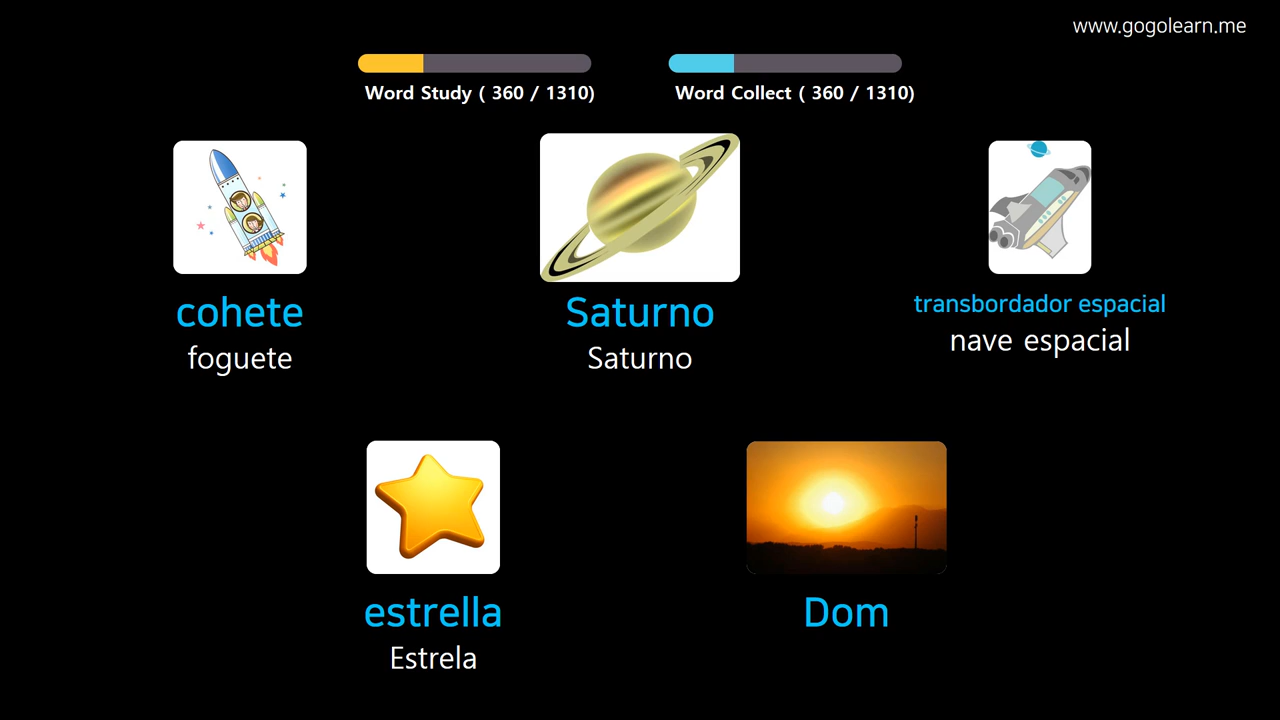 www.gogolearn.me
Word Study ( 360 / 1310)
Word Collect ( 360 / 1310)
cohete
foguete
Saturno
Saturno
transbordador espacial
nave espacial
estrella
Estrela
Dom